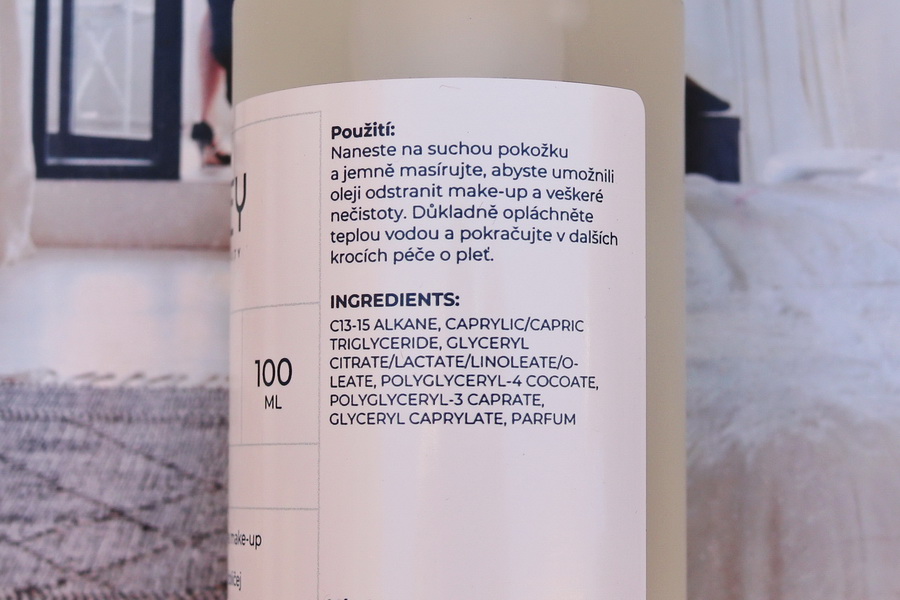 Použití:
Naneste na suchou pokožku
a jemně masírujte, abyste umožnili
oleji odstranit make-up a veškeré
nečistoty. Důkladně opláchněte
teplou vodou a pokračujte v dalších
krocích péče o pleť.
INGREDIENTS:
C13-15 ALKANE, CAPRYLIC/CAPRIC
TRIGLYCERIDE, GLYCERYL
CITRATE/LACTATE/LINOLEATE/O-
LEATE, POLYGLYCERYL-4 COCOATE,
POLYGLYCERYL-3 CAPRATE,
GLYCERYL CAPRYLATE, PARFUM
100
ML
make-up